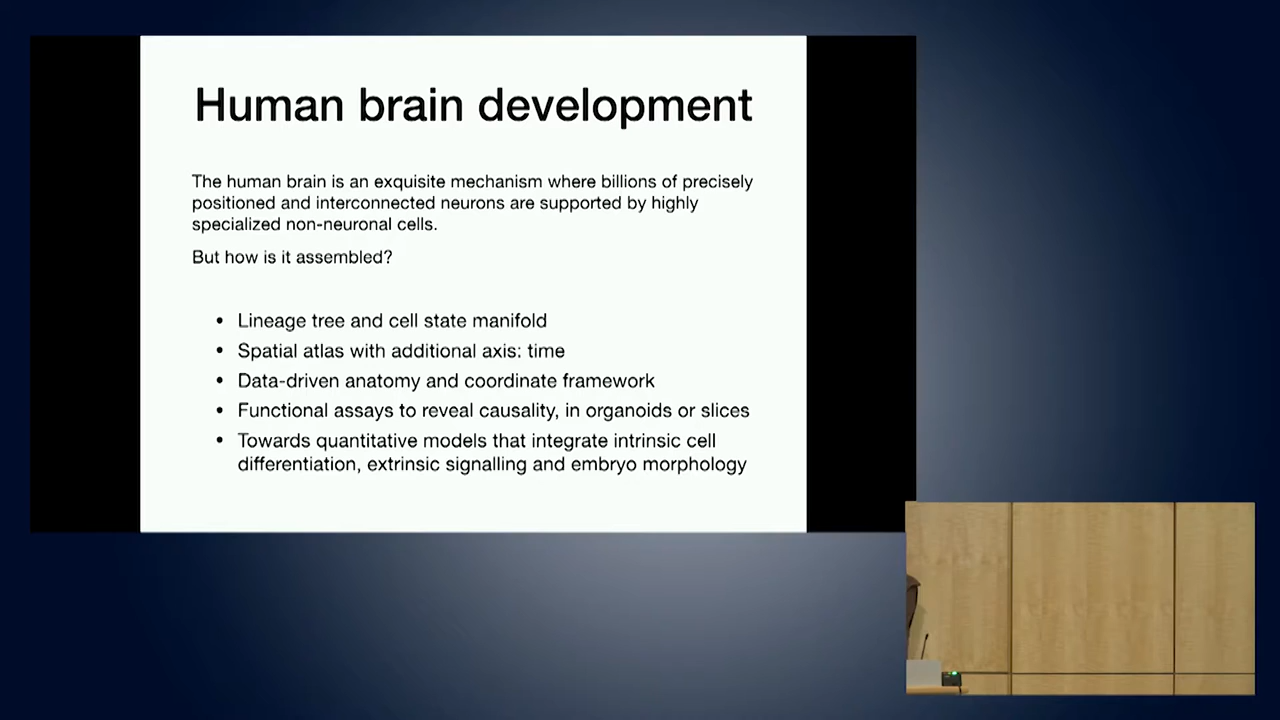 Human brain development
The human brain is an exquisite mechanism where billions of precisely
positioned and interconnected neurons are supported by highly
specialized non-neuronal cells.
But how is it assembled?
• Lineage tree and cell state manifold
• Spatial atlas with additional axis: time
• Data-driven anatomy and coordinate framework
• Functional assays to reveal causality, in organoids or slices
• Towards quantitative models that integrate intrinsic cell
differentiation, extrinsic signalling and embryo morphology